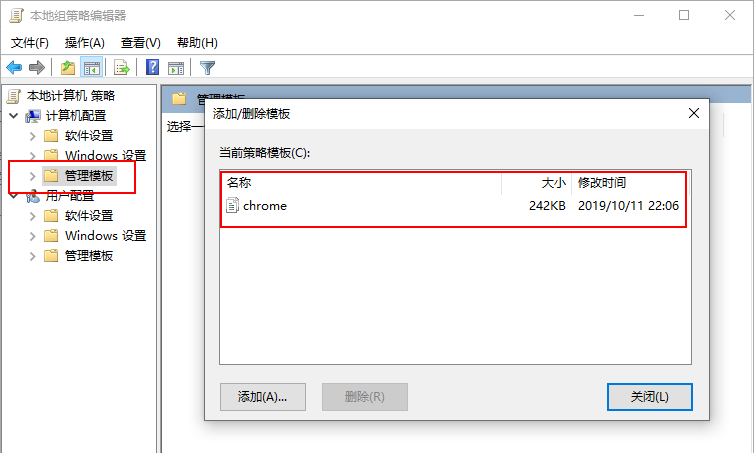 本地组策略编辑器
文件(F) 操作(A) 查看(V) 帮助(H)
本地计算机 策略
计算机配置
软件设置
Windows 设置
管理模板
用户配置
软件设置
Windows 设置
管理模板
管理模板
选择一
添加/删除模板
当前策略模板(C):
名称 大小 修改时间
chrome 242KB 2019/10/11 22:06
添加(A)... 删除(R) 关闭(L)